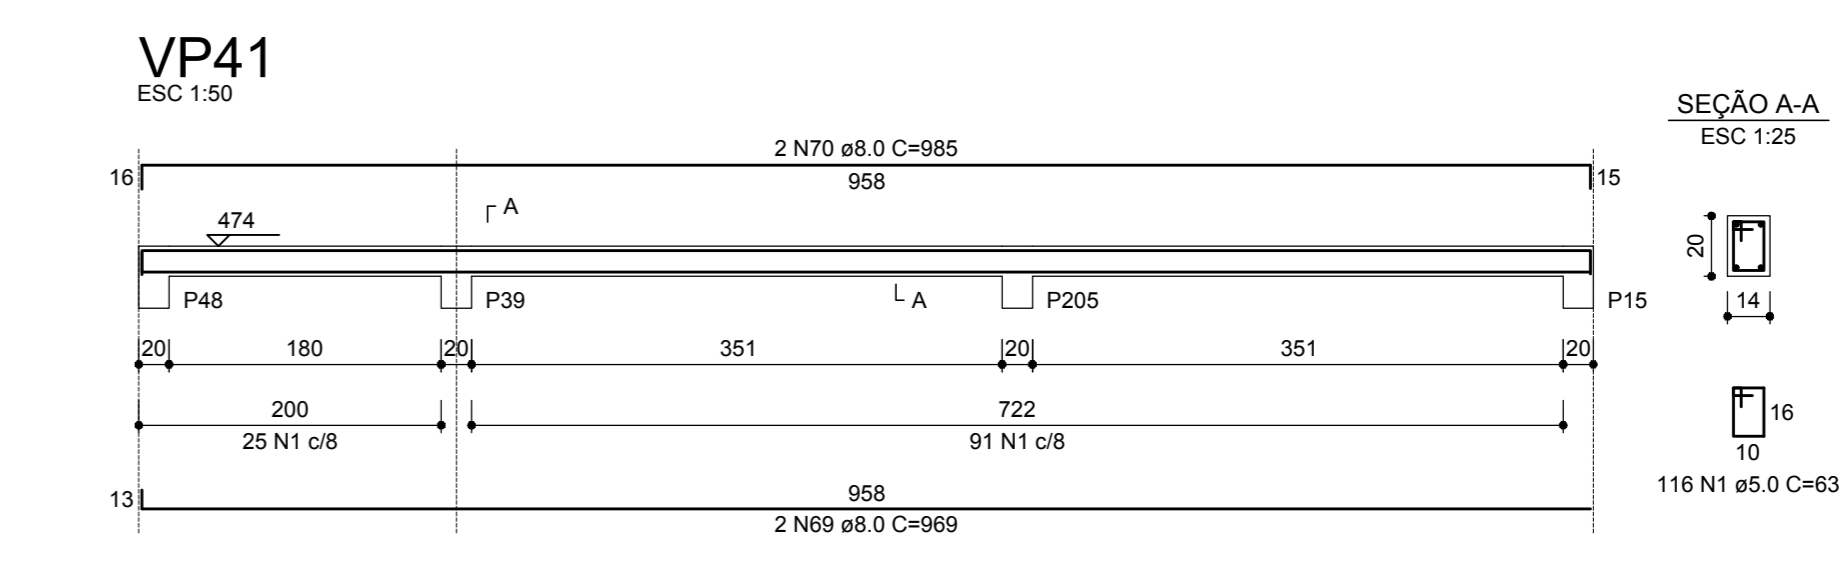 VP41
ESC 1:50
SEÇÃO A-A
ESC 1:25
2 N70 ø8.0 C=985
16
958
15
A
474
20
P48
P39
A
P205
P15
14
20
180
20
351
20
351
20
200
722
16
25 N1 c/8
91 N1 c/8
10
116 N1 ø5.0 C=63
13
958
2 N69 ø8.0 C=969